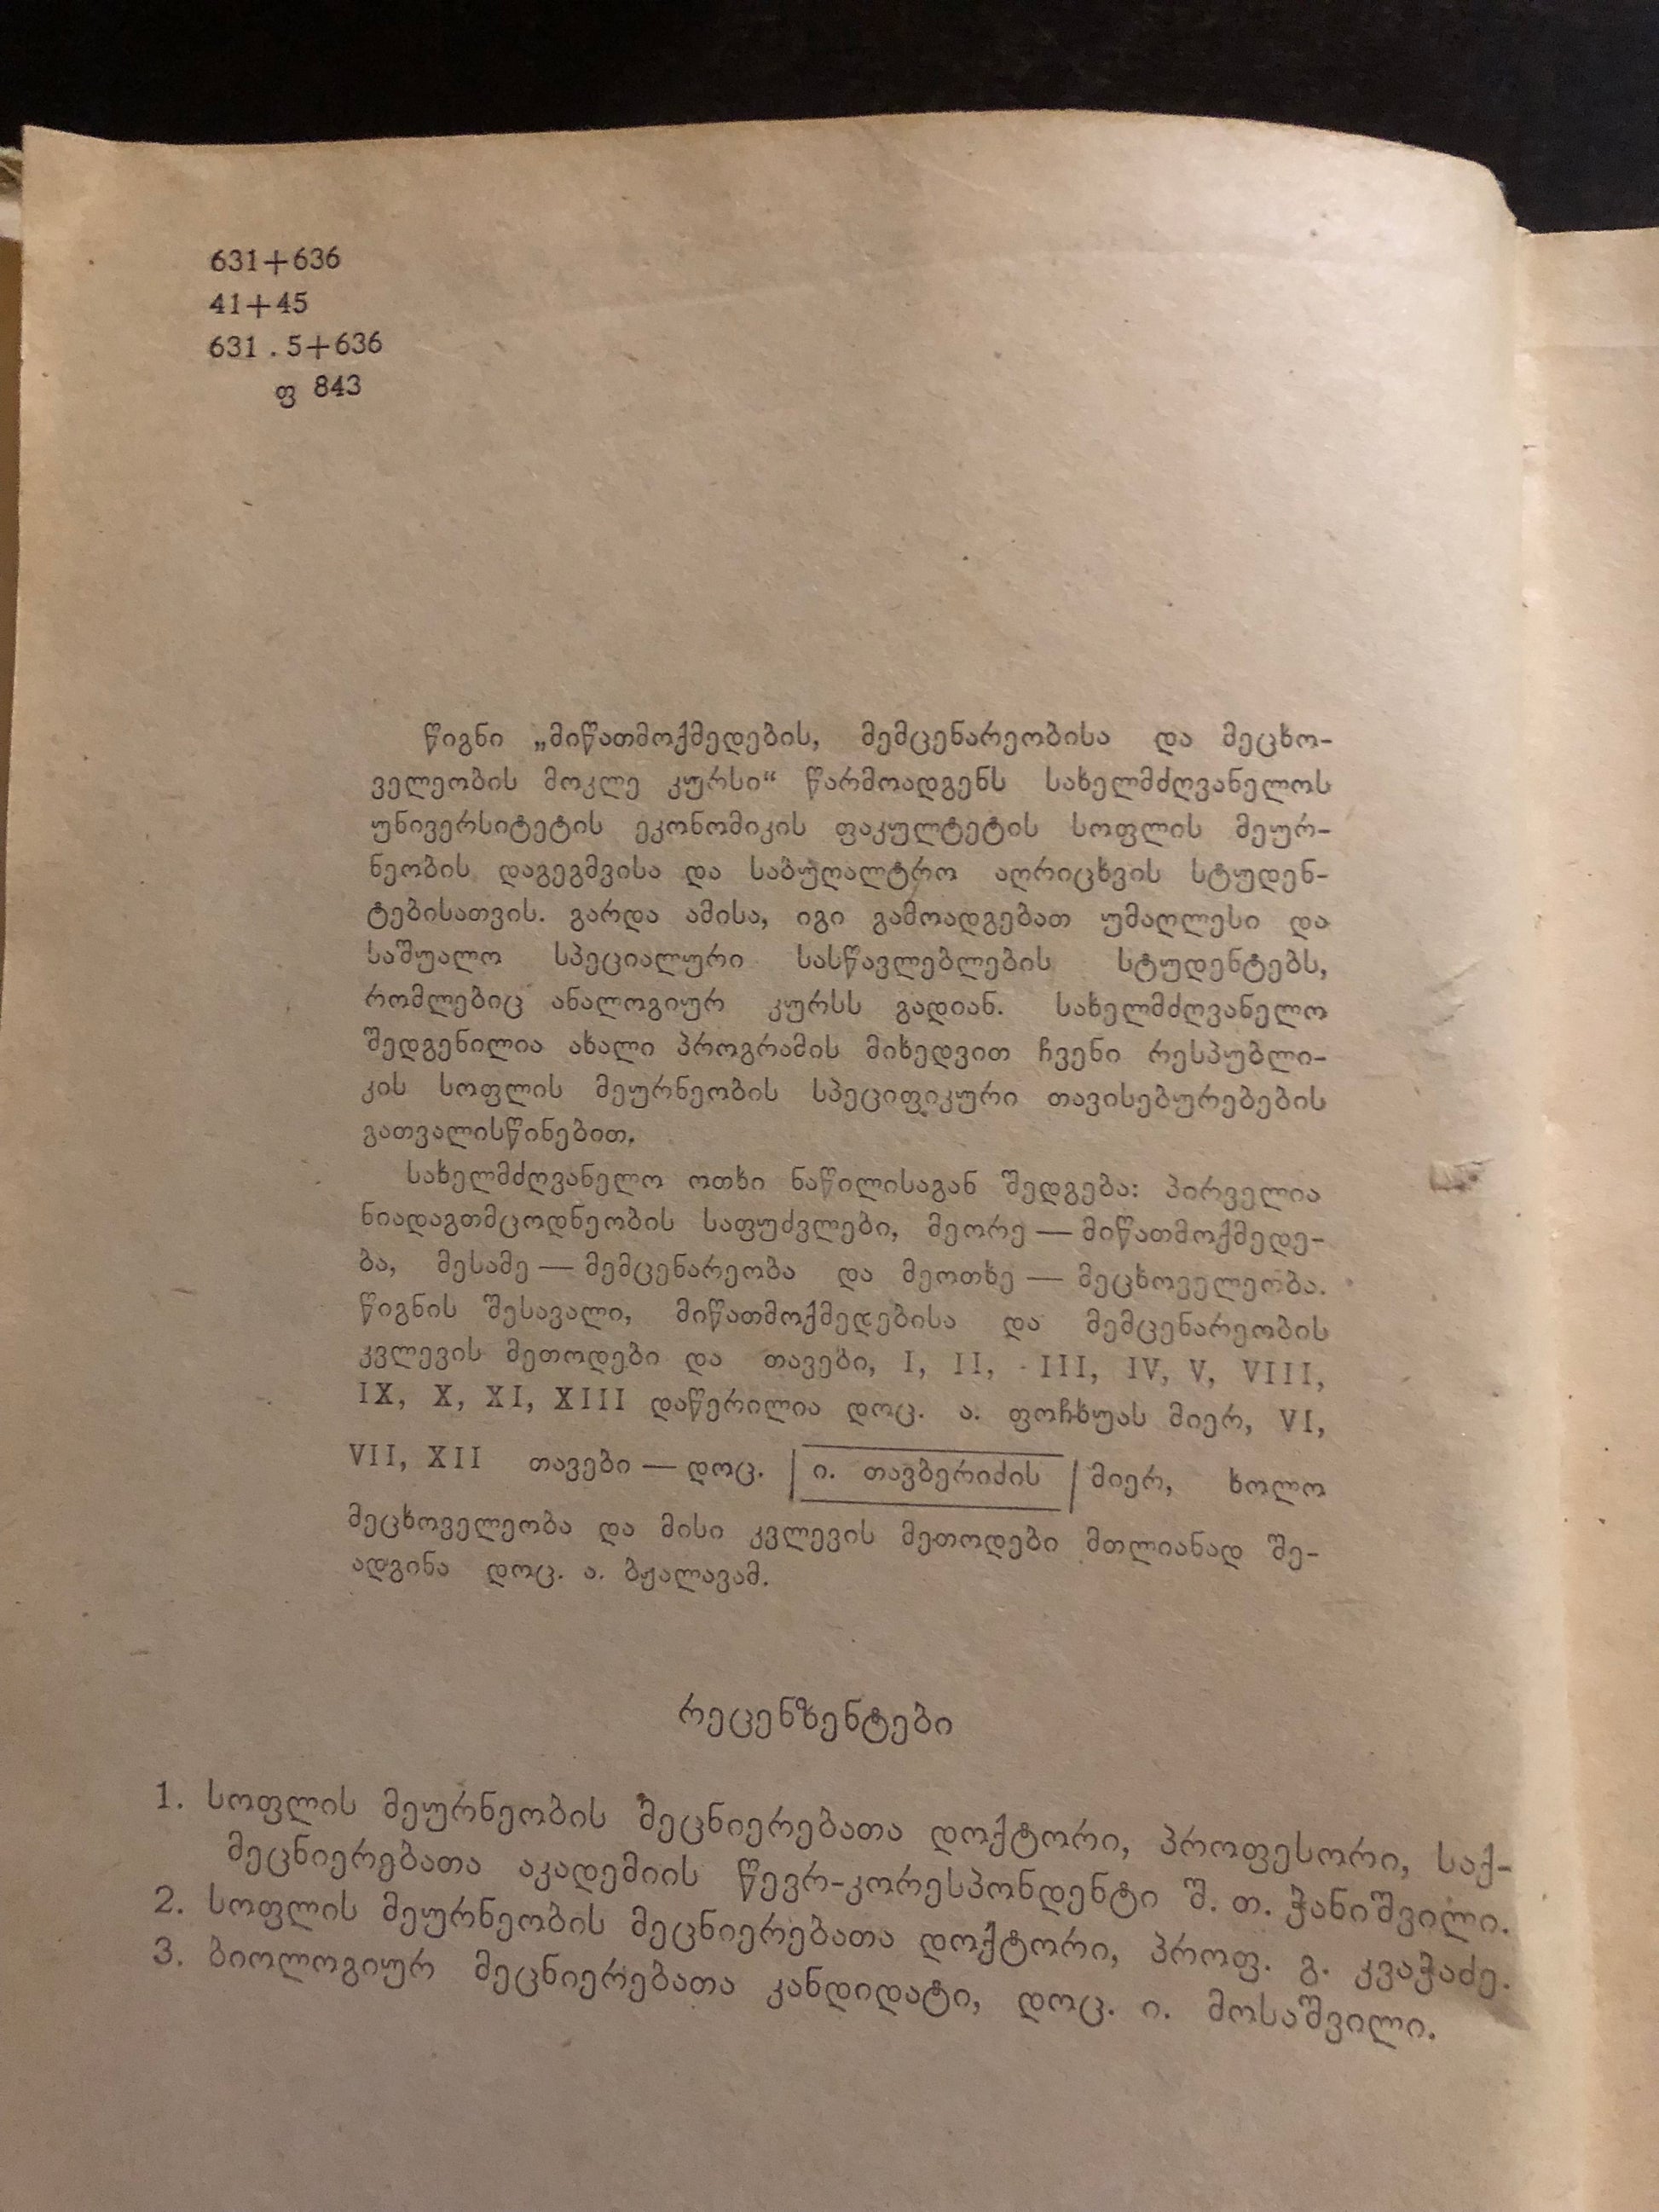 631+636
41+45
631 . 5+636
ფ 843
წიგნი „მიწათმოქმედების, მემცენარეობისა და მეცხო-
ველეობის მოკლე კურსი“ წარმოადგენს სახელმძღვანელოს
უნივერსიტეტის ეკონომიკის ფაკულტეტის სოფლის მეურ-
ნეობის დაგეგმვისა და საბუღალტრო აღრიცხვის სტუდენ-
ტებისათვის. გარდა ამისა, იგი გამოადგებათ უმაღლესი და
საშუალო სპეციალური სასწავლებლების სტუდენტებს,
რომლებიც ანალოგიურ კურსს გადიან. სახელმძღვანელო
შედგენილია ახალი პროგრამის მიხედვით ჩვენი რესპუბლი-
კის სოფლის მეურნეობის სპეციფიკური თავისებურებების
გათვალისწინებით.
სახელმძღვანელო ოთხი ნაწილისაგან შედგება: პირველია
ნიადაგთმცოდნეობის საფუძვლები, მეორე — მიწათმოქმედე-
ბა, მესამე — მემცენარეობა და მეოთხე — მეცხოველეობა.
წიგნის შესავალი, მიწათმოქმედებისა და მემცენარეობის
კვლევის მეთოდები და თავები, I, II, III, IV, V, VIII,
IX, X, XI, XIII დაწერილია დოც. ა. ფოჩხუას მიერ, VI,
VII, XII თავები — დოც. ი. თავბერიძის მიერ, ხოლო
მეცხოველეობა და მისი კვლევის მეთოდები მთლიანად შე-
ადგინა დოც. ა. ბჟალავამ.
რეცენზენტები
1. სოფლის მეურნეობის მეცნიერებათა დოქტორი, პროფესორი, საქ-
მეცნიერებათა აკადემიის წევრ-კორესპონდენტი შ. თ. ჭანიშვილი.
2. სოფლის მეურნეობის მეცნიერებათა დოქტორი, პროფ. გ. კვაჭაძე.
3. ბიოლოგიურ მეცნიერებათა კანდიდატი, დოც. ი. მოსაშვილი.